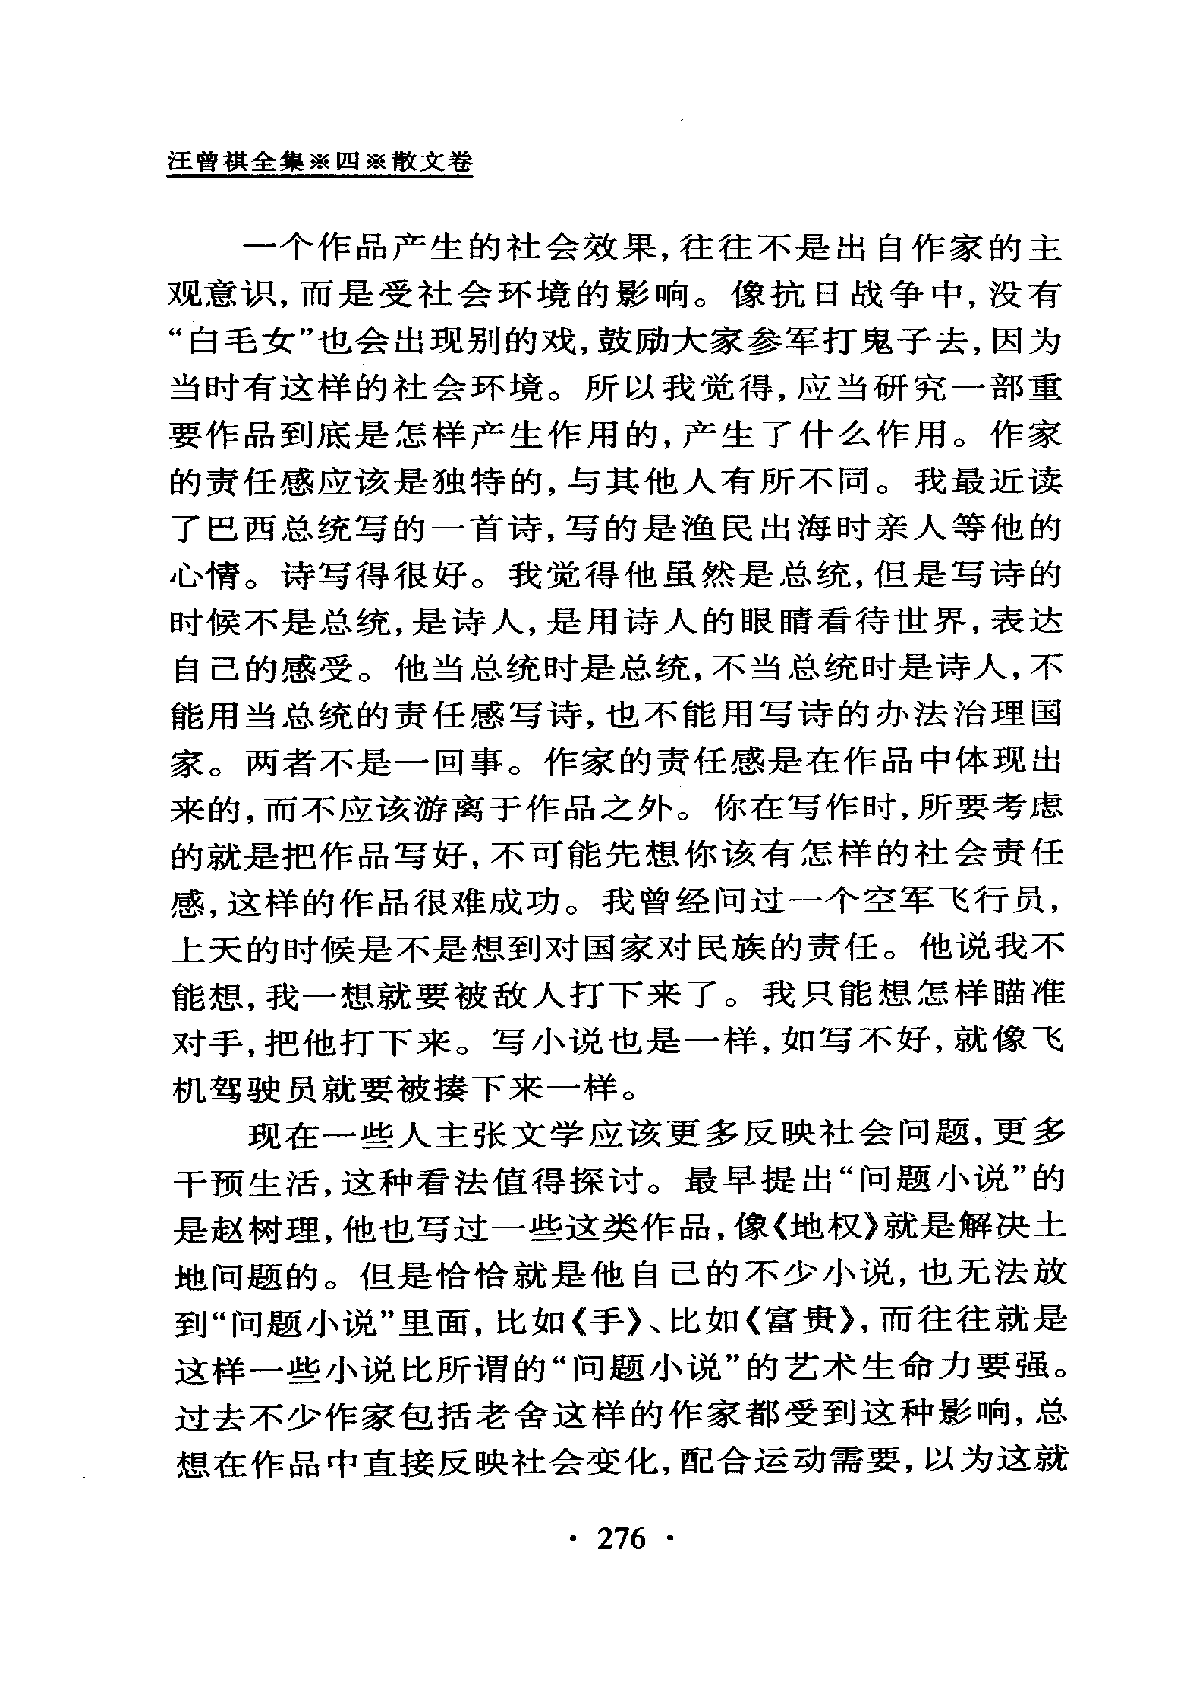 汪曾祺全集※四※散文卷
一个作品产生的社会效果,往往不是出自作家的主
观意识,而是受社会环境的影响。像抗日战争中,没有
“白毛女”也会出现别的戏,鼓励大家参军打鬼子去,因为
当时有这样的社会环境。所以我觉得,应当研究一部重
要作品到底是怎样产生作用的,产生了什么作用。作家
的责任感应该是独特的,与其他人有所不同。我最近读
了巴西总统写的一首诗,写的是渔民出海时亲人等他的
心情。诗写得很好。我觉得他虽然是总统,但是写诗的
时候不是总统,是诗人,是用诗人的眼睛看待世界,表达
自己的感受。他当总统时是总统,不当总统时是诗人,不
能用当总统的责任感写诗,也不能用写诗的办法治理国
家。两者不是一回事。作家的责任感是在作品中体现出
来的,而不应该游离于作品之外。你在写作时,所要考虑
的就是把作品写好,不可能先想你该有怎样的社会责任
感,这样的作品很难成功。我曾经问过一个空军飞行员,
上天的时候是不是想到对国家对民族的责任。他说我不
能想,我一想就要被敌人打下来了。我只能想怎样瞄准
对手,把他打下来。写小说也是一样,如写不好,就像飞
机驾驶员就要被揍下来一样。
现在一些人主张文学应该更多反映社会问题,更多
干预生活,这种看法值得探讨。最早提出“问题小说”的
是赵树理,他也写过一些这类作品,像《地权》就是解决土
地问题的。但是恰恰就是他自己的不少小说,也无法放
到“问题小说”里面,比如《手》、比如《富贵》,而往往就是
这样一些小说比所谓的“问题小说”的艺术生命力要强。
过去不少作家包括老舍这样的作家都受到这种影响,总
想在作品中直接反映社会变化,配合运动需要,以为这就
· 276 ·